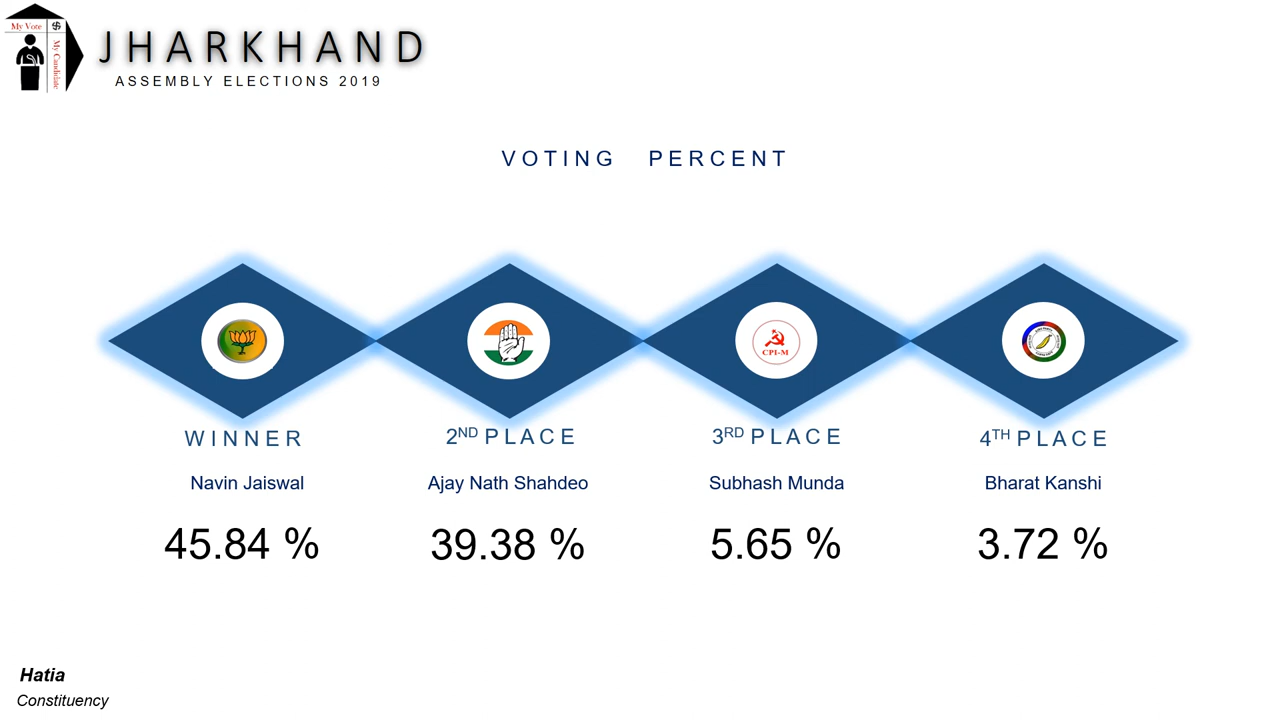 My Vote
My Candidate
JHARKHAND
ASSEMBLY ELECTIONS 2019
VOTING PERCENT
CPI-M
WINNER
2ND PLACE
3RD PLACE
4TH PLACE
Navin Jaiswal
Ajay Nath Shahdeo
Subhash Munda
Bharat Kanshi
45.84 %
39.38 %
5.65 %
3.72 %
Hatia
Constituency